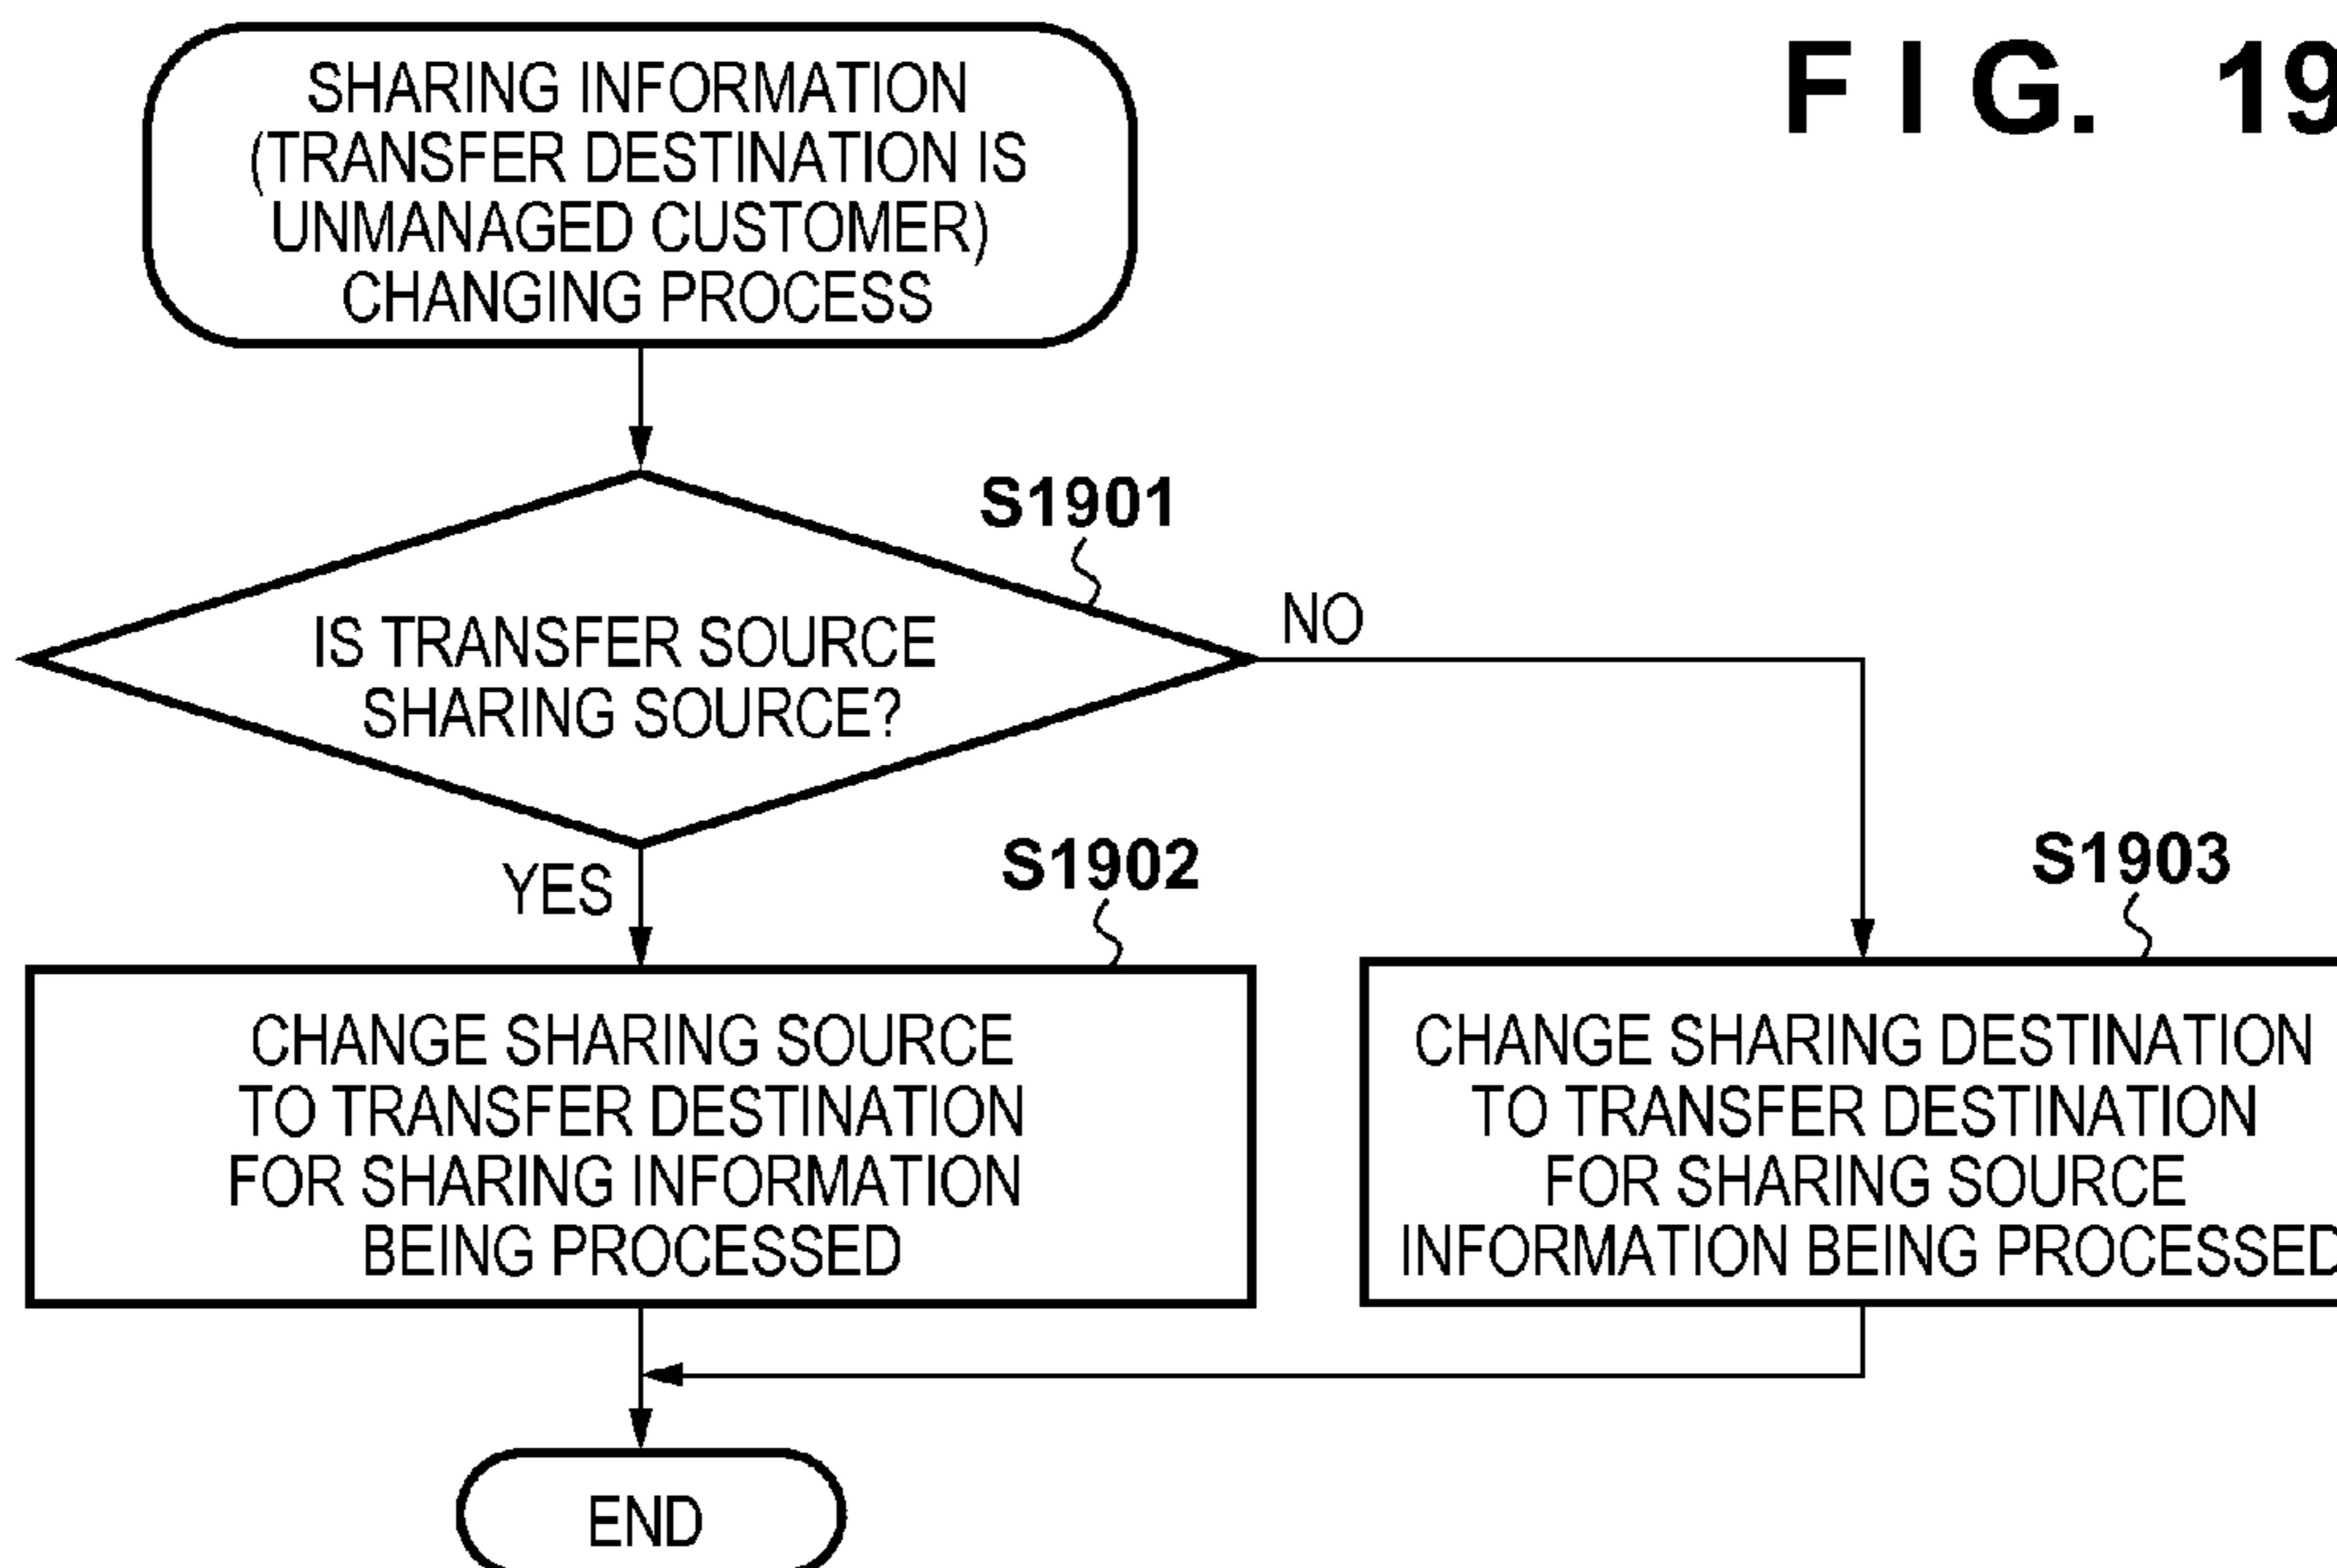 F I G. 19
SHARING INFORMATION
(TRANSFER DESTINATION IS
UNMANAGED CUSTOMER)
CHANGING PROCESS
S1901
IS TRANSFER SOURCE
SHARING SOURCE?
NO
YES
S1902
CHANGE SHARING SOURCE
TO TRANSFER DESTINATION
FOR SHARING INFORMATION
BEING PROCESSED
S1903
CHANGE SHARING DESTINATION
TO TRANSFER DESTINATION
FOR SHARING SOURCE
INFORMATION BEING PROCESSED
END